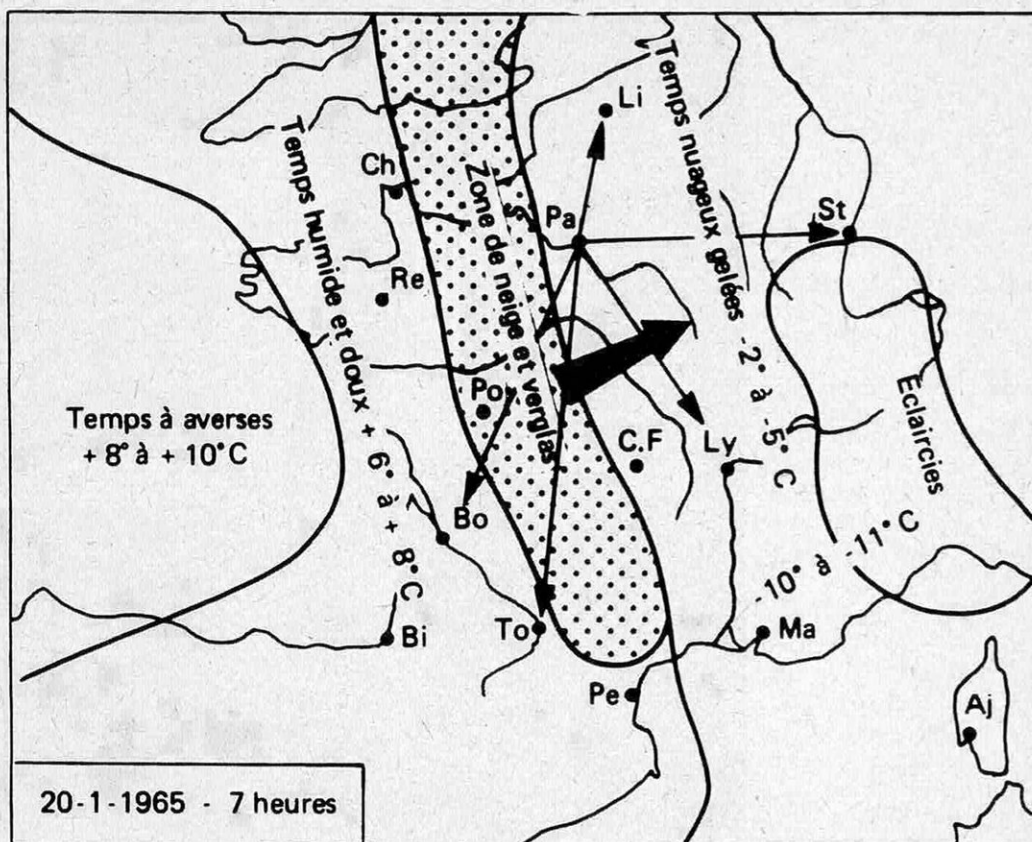 Li
Temps nuageux gelées -2° à -5° C
Temps humide et doux + 6° à + 8°C
Ch
Zone de neige et verglas
Pa
St
Re
Po
Temps à averses
+ 8° à + 10°C
C.F
Ly
Éclaircies
Bo
-10° à -11° C
Bi
To
Ma
Pe
Aj
20-1-1965 - 7 heures